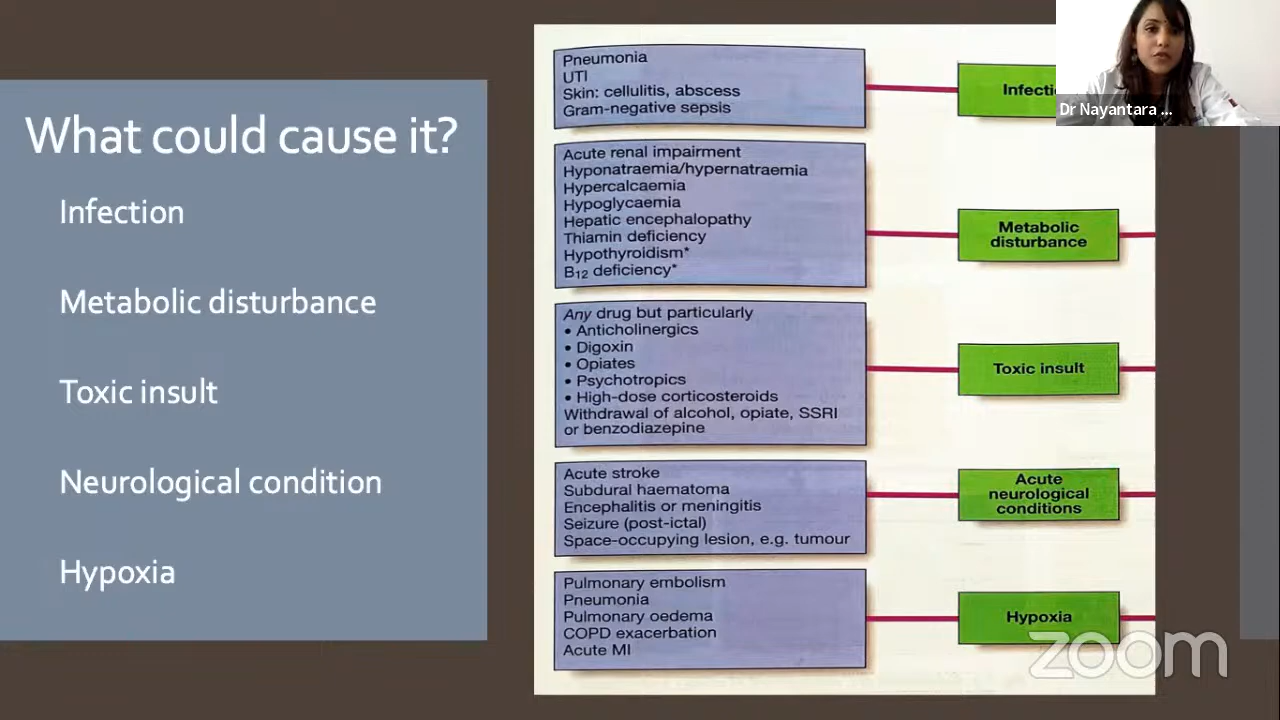 What could cause it?
Infection
Metabolic disturbance
Toxic insult
Neurological condition
Hypoxia
Pneumonia
UTI
Skin: cellulitis, abscess
Gram-negative sepsis
Acute renal impairment
Hyponatraemia/hypernatraemia
Hypercalcaemia
Hypoglycaemia
Hepatic encephalopathy
Thiamin deficiency
Hypothyroidism*
B₁₂ deficiency*
Any drug but particularly
• Anticholinergics
• Digoxin
• Opiates
• Psychotropics
• High-dose corticosteroids
Withdrawal of alcohol, opiate, SSRI
or benzodiazepine
Acute stroke
Subdural haematoma
Encephalitis or meningitis
Seizure (post-ictal)
Space-occupying lesion, e.g. tumour
Pulmonary embolism
Pneumonia
Pulmonary oedema
COPD exacerbation
Acute MI
Metabolic
disturbance
Toxic insult
Acute
neurological
conditions
Hypoxia
Dr Nayantara ...
zoom